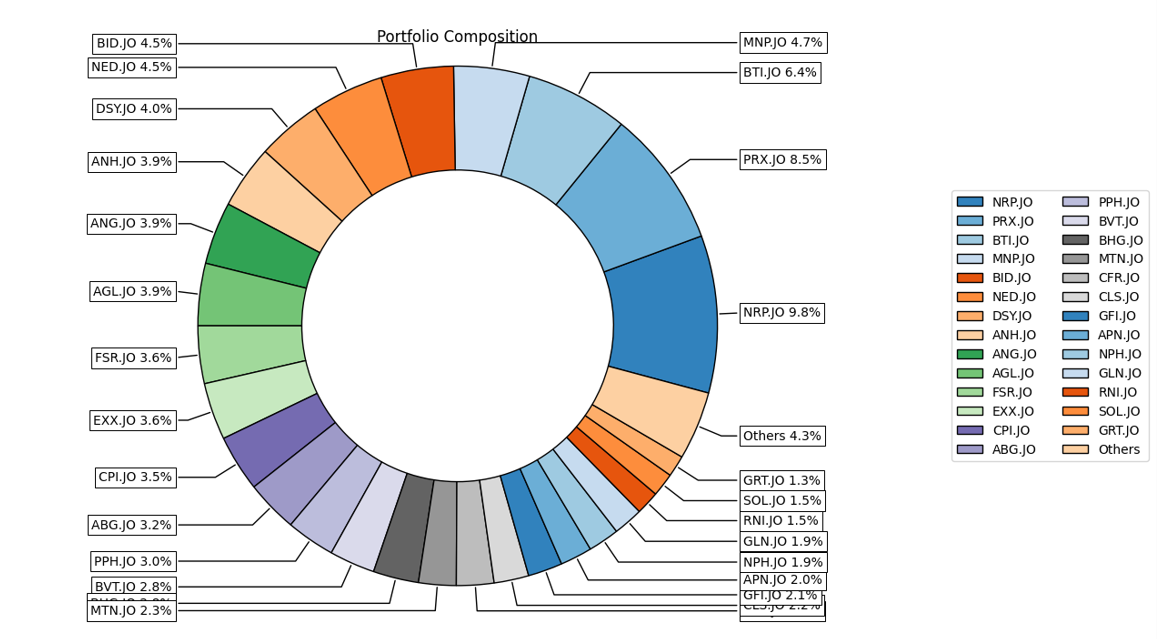 Portfolio Composition
BID.JO 4.5%
NED.JO 4.5%
DSY.JO 4.0%
ANH.JO 3.9%
ANG.JO 3.9%
AGL.JO 3.9%
FSR.JO 3.6%
EXX.JO 3.6%
CPI.JO 3.5%
ABG.JO 3.2%
PPH.JO 3.0%
BVT.JO 2.8%
MTN.JO 2.3%
MNP.JO 4.7%
BTI.JO 6.4%
PRX.JO 8.5%
NRP.JO 9.8%
Others 4.3%
GRT.JO 1.3%
SOL.JO 1.5%
RNI.JO 1.5%
GLN.JO 1.9%
NPH.JO 1.9%
APN.JO 2.0%
GFI.JO 2.1%
CLS.JO 2.2%
NRP.JO
PRX.JO
BTI.JO
MNP.JO
BID.JO
NED.JO
DSY.JO
ANH.JO
ANG.JO
AGL.JO
FSR.JO
EXX.JO
CPI.JO
ABG.JO
PPH.JO
BVT.JO
BHG.JO
MTN.JO
CFR.JO
CLS.JO
GFI.JO
APN.JO
NPH.JO
GLN.JO
RNI.JO
SOL.JO
GRT.JO
Others